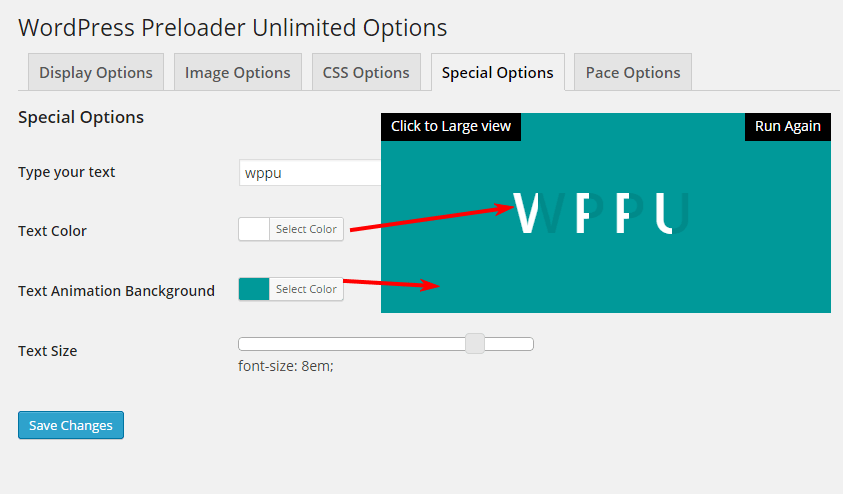 WordPress Preloader Unlimited Options
Display Options
Image Options
CSS Options
Special Options
Pace Options
Special Options
Click to Large view
Run Again
Type your text
wppu
WPPU
Text Color
Select Color
Text Animation Banckground
Select Color
Text Size
font-size: 8em;
Save Changes